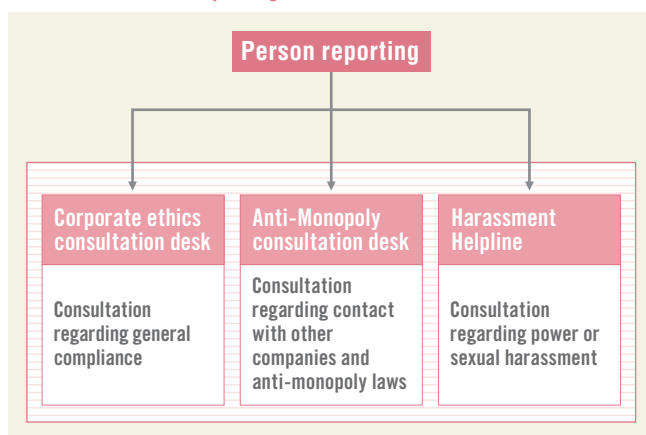 Person reporting
Corporate ethics
consultation desk
Consultation
regarding general
compliance
Anti-Monopoly
consultation desk
Consultation
regarding contact
with other
companies and
anti-monopoly laws
Harassment
Helpline
Consultation
regarding power or
sexual harassment